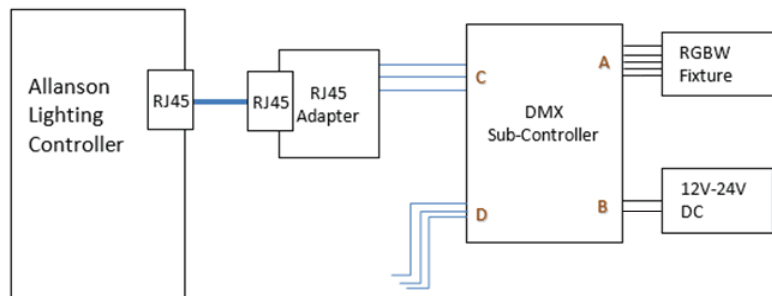 Allanson
Lighting
Controller
RJ45
RJ45
RJ45
Adapter
C
A
DMX
Sub-Controller
D
B
RGBW
Fixture
12V-24V
DC